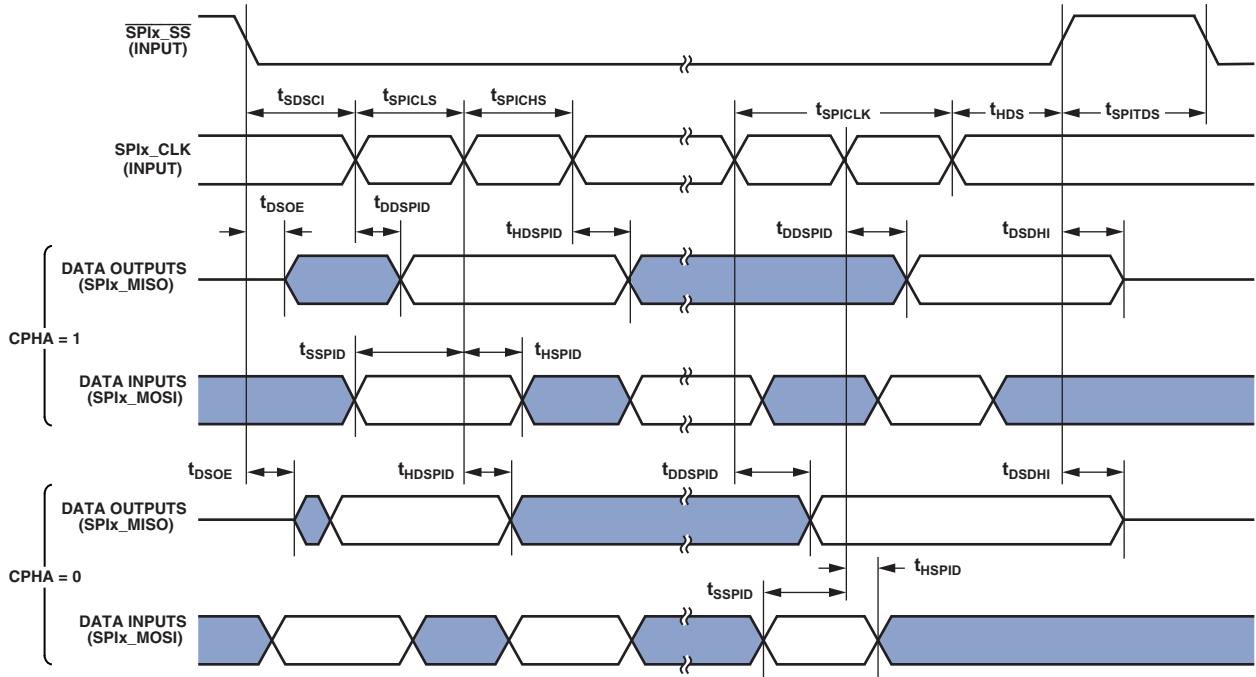 SPIx_SS
(INPUT)
tSDSCI
tSPICLS
tSPICHS
tSPICLK
tHDS
tSPITDS
SPIx_CLK
(INPUT)
tDSOE
tDDSPID
tHDSPID
tDDSPID
tDSDHI
DATA OUTPUTS
(SPIx_MISO)
CPHA = 1
tSSPID
tHSPID
DATA INPUTS
(SPIx_MOSI)
tDSOE
tHDSPID
tDDSPID
tDSDHI
DATA OUTPUTS
(SPIx_MISO)
CPHA = 0
tHSPID
tSSPID
DATA INPUTS
(SPIx_MOSI)